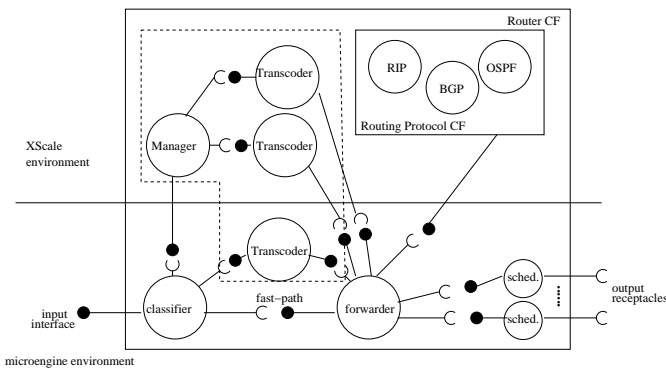 Router CF
RIP
OSPF
BGP
Routing Protocol CF
Transcoder
Manager
Transcoder
XScale
environment
Transcoder
sched.
output
receptacles
fast-path
input
interface
classifier
forwarder
sched.
microengine environment